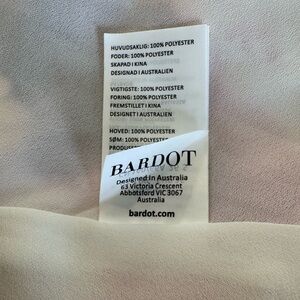 HUVUDSAKLIG: 100% POLYESTER
FODER: 100% POLYESTER
SKAPAD I KINA
DESIGNAD I AUSTRALIEN
VIGTIGSTE: 100% POLYESTER
FORING: 100% POLYESTER
FREMSTILLET I KINA
DESIGNET I AUSTRALIEN
HOVED: 100% POLYESTER
SØM: 100% POLYESTER
BARDOT
Designed In Australia
63 Victoria Crescent
Abbotsford VIC 3067
Australia
bardot.com